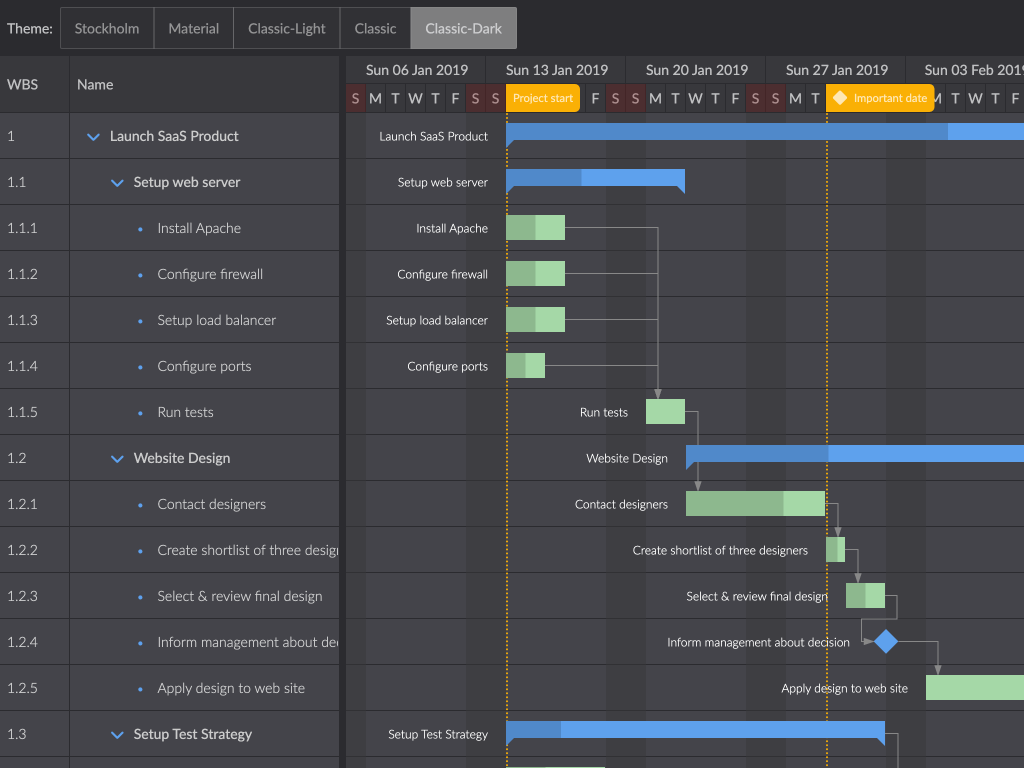 Theme: Stockholm Material Classic-Light Classic Classic-Dark
WBS Name
Sun 06 Jan 2019 Sun 13 Jan 2019 Sun 20 Jan 2019 Sun 27 Jan 2019 Sun 03 Feb 2019
S M T W T F S S Project start F S S M T W T F S S M T Important date M T W T F
1 Launch SaaS Product Launch SaaS Product
1.1 Setup web server Setup web server
1.1.1 Install Apache Install Apache
1.1.2 Configure firewall Configure firewall
1.1.3 Setup load balancer Setup load balancer
1.1.4 Configure ports Configure ports
1.1.5 Run tests Run tests
1.2 Website Design Website Design
1.2.1 Contact designers Contact designers
1.2.2 Create shortlist of three desig Create shortlist of three designers
1.2.3 Select & review final design Select & review final design
1.2.4 Inform management about de Inform management about decision
1.2.5 Apply design to web site Apply design to web site
1.3 Setup Test Strategy Setup Test Strategy